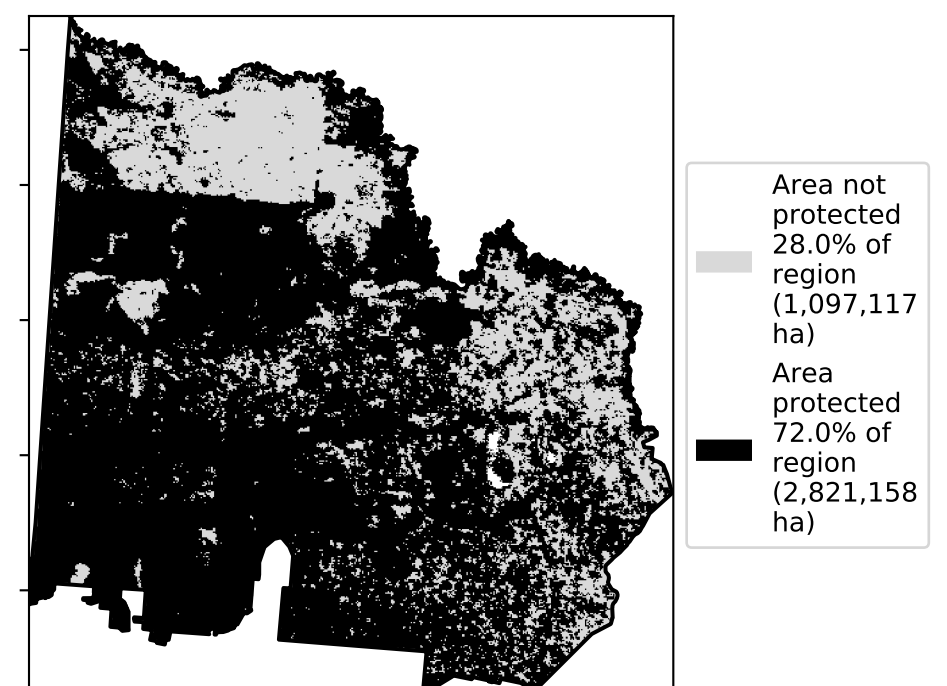 Area not
protected
28.0% of
region
(1,097,117
ha)
Area
protected
72.0% of
region
(2,821,158
ha)